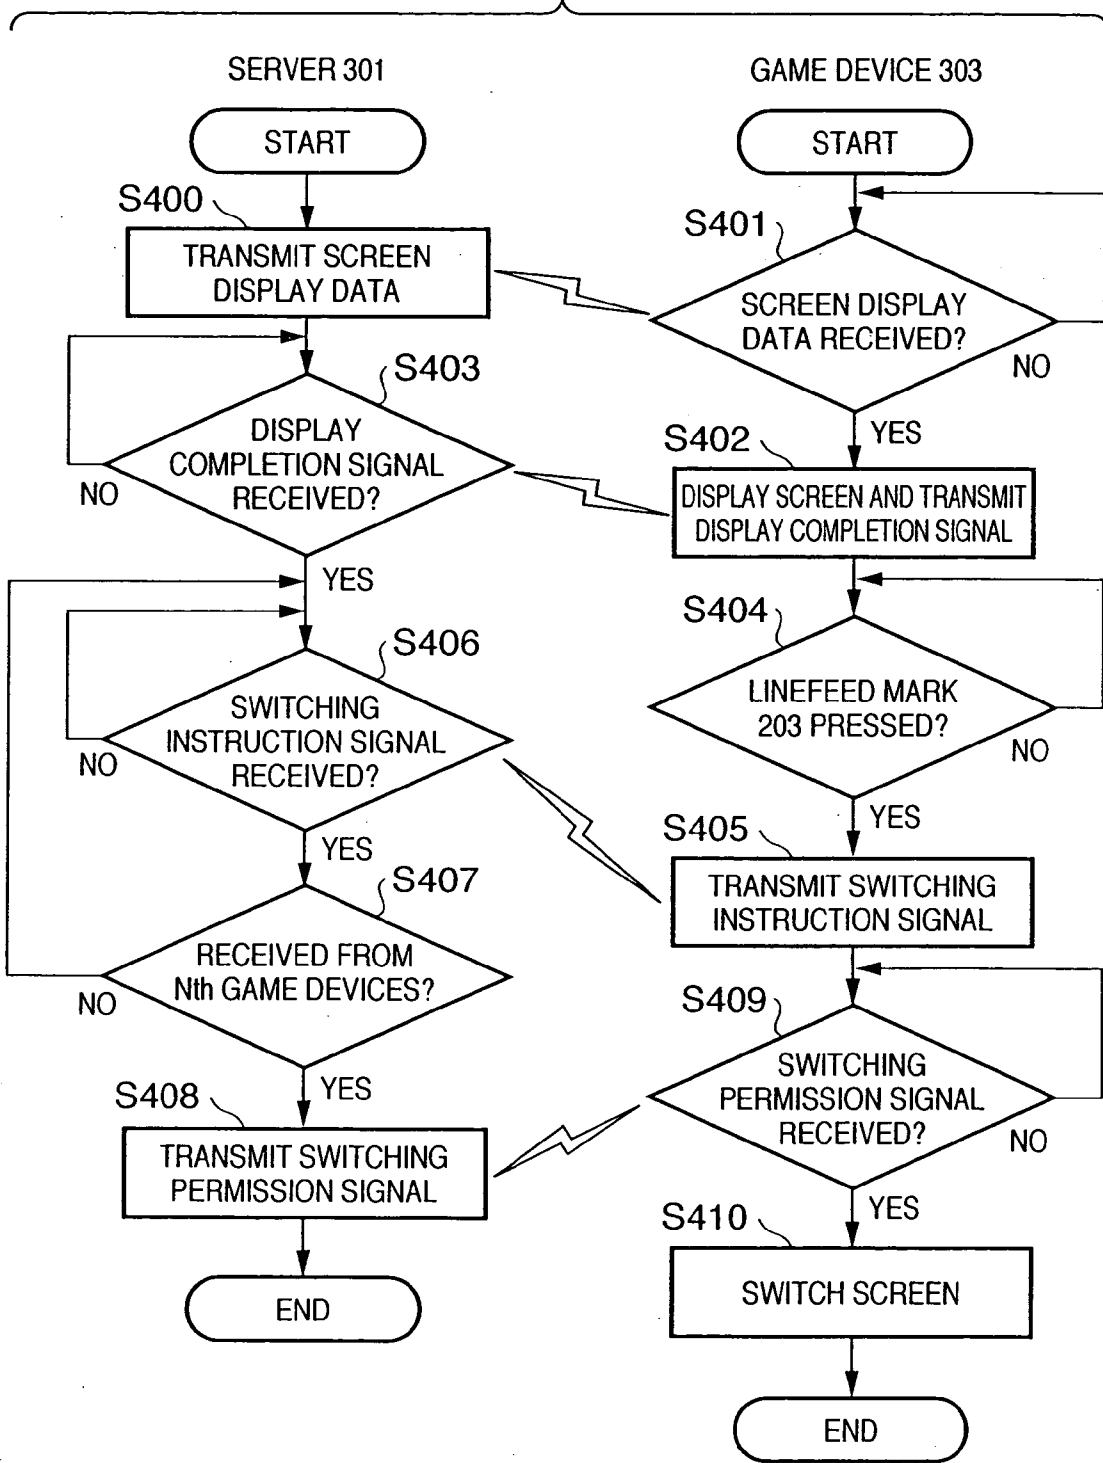 SERVER 301
START
S400
TRANSMIT SCREEN
DISPLAY DATA
S403
DISPLAY
COMPLETION SIGNAL
RECEIVED?
NO
YES
S406
SWITCHING
INSTRUCTION SIGNAL
RECEIVED?
NO
YES
S407
RECEIVED FROM
Nth GAME DEVICES?
NO
YES
S408
TRANSMIT SWITCHING
PERMISSION SIGNAL
END
GAME DEVICE 303
START
S401
SCREEN DISPLAY
DATA RECEIVED?
NO
YES
S402
DISPLAY SCREEN AND TRANSMIT
DISPLAY COMPLETION SIGNAL
S404
LINEFEED MARK
203 PRESSED?
NO
YES
S405
TRANSMIT SWITCHING
INSTRUCTION SIGNAL
S409
SWITCHING
PERMISSION SIGNAL
RECEIVED?
NO
YES
S410
SWITCH SCREEN
END